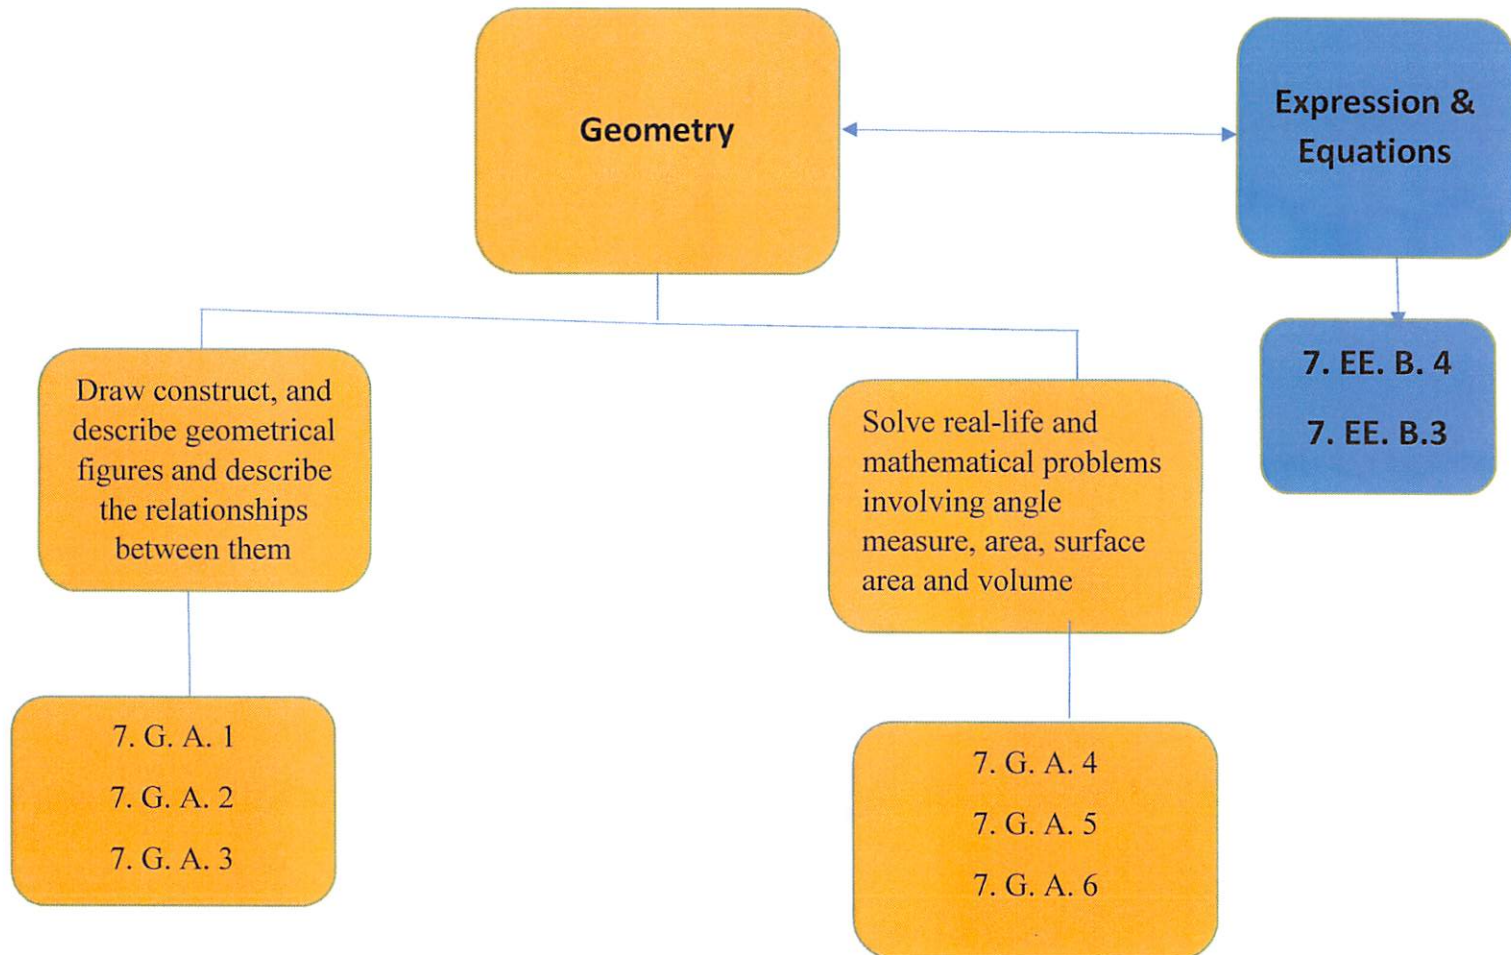 Geometry
Expression &
Equations
Draw construct, and
describe geometrical
figures and describe
the relationships
between them
Solve real-life and
mathematical problems
involving angle
measure, area, surface
area and volume
7. EE. B. 4
7. EE. B.3
7. G. A. 1
7. G. A. 2
7. G. A. 3
7. G. A. 4
7. G. A. 5
7. G. A. 6